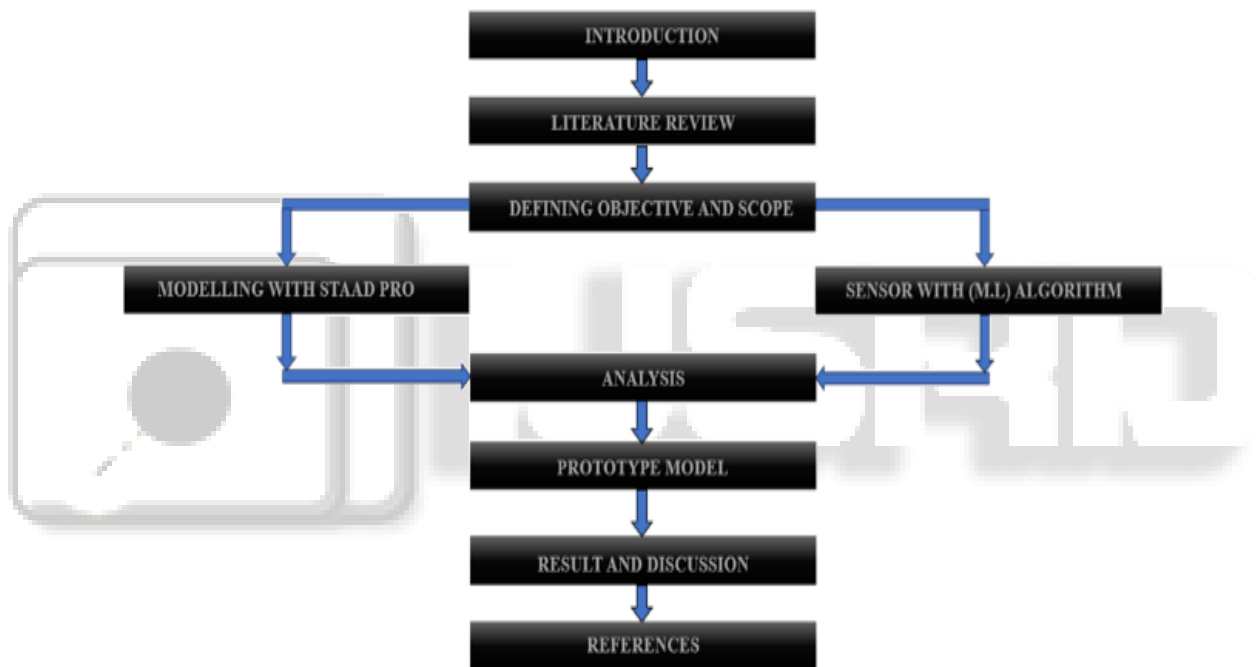 INTRODUCTION
LITERATURE REVIEW
DEFINING OBJECTIVE AND SCOPE
MODELLING WITH STAAD PRO
SENSOR WITH (M.L) ALGORITHM
ANALYSIS
PROTOTYPE MODEL
RESULT AND DISCUSSION
REFERENCES